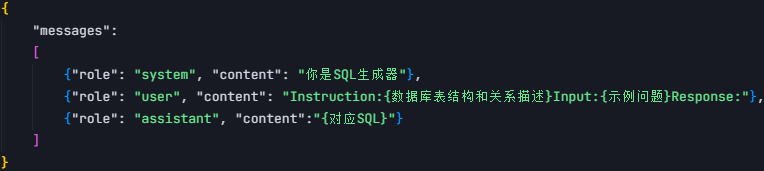 {
"messages":
[
{"role": "system", "content": "你是SQL生成器"},
{"role": "user", "content": "Instruction:{数据库表结构和关系描述}Input:{示例问题}Response:"},
{"role": "assistant", "content":"{对应SQL}"}
]
}